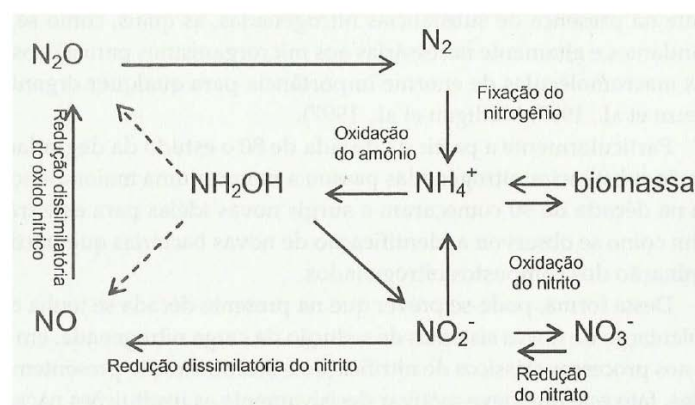 N₂O
N₂
Fixação do
nitrogênio
Redução dissimilatória
do óxido nítrico
Oxidação
do amônio
NH₂OH
NH₄⁺
biomassa
Oxidação
do nitrito
NO
NO₂⁻
NO₃⁻
Redução dissimilatória do nitrito
Redução
do nitrato